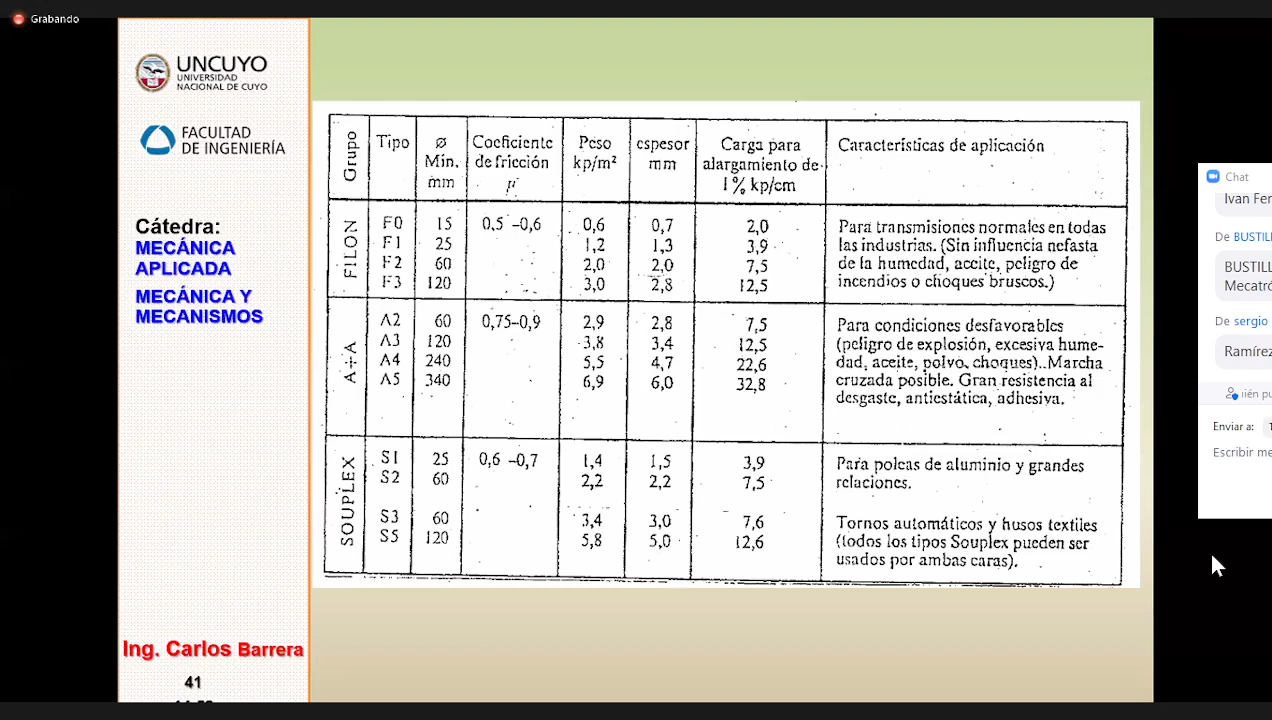 Grabando
UNCUYO
UNIVERSIDAD
NACIONAL DE CUYO
FACULTAD
DE INGENIERÍA
Cátedra:
MECÁNICA
APLICADA
MECÁNICA Y
MECANISMOS
Ing. Carlos Barrera
41
Grupo Tipo ø Mín. mm Coeficiente de fricción μ Peso kp/m² espesor mm Carga para alargamiento de 1% kp/cm Características de aplicación
FILON
F0 15 0,5 -0,6 0,6 0,7 2,0 Para transmisiones normales en todas
F1 25 1,2 1,3 3,9 las industrias. (Sin influencia nefasta
F2 60 2,0 2,0 7,5 de la humedad, aceite, peligro de
F3 120 3,0 2,8 12,5 incendios o choques bruscos.)
A÷A
A2 60 0,75-0,9 2,9 2,8 7,5 Para condiciones desfavorables
A3 120 3,8 3,4 12,5 (peligro de explosión, excesiva hume-
A4 240 5,5 4,7 22,6 dad, aceite, polvo, choques)..Marcha
A5 340 6,9 6,0 32,8 cruzada posible. Gran resistencia al
desgaste, antiestática, adhesiva.
SOUPLEX
S1 25 0,6 -0,7 1,4 1,5 3,9 Para poleas de aluminio y grandes
S2 60 2,2 2,2 7,5 relaciones.
S3 60 3,4 3,0 7,6 Tornos automáticos y husos textiles
S5 120 5,8 5,0 12,6 (todos los tipos Souplex pueden ser
usados por ambas caras).
Chat
Ivan Fer
De BUSTILL
BUSTILL
Mecatró
De sergio
Ramírez
Enviar a:
Escribir me